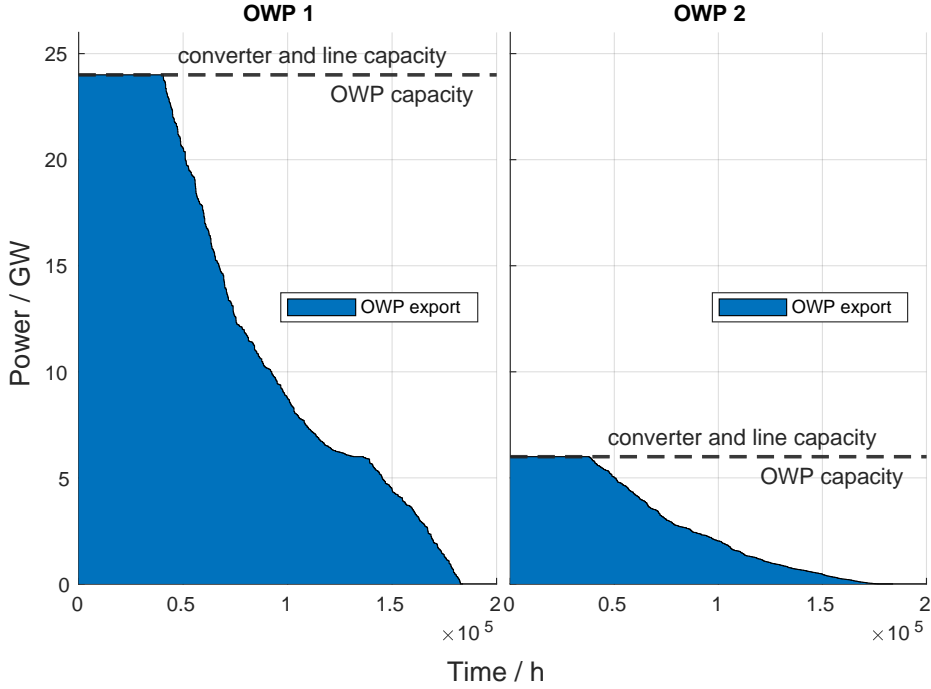 OWP 1
OWP 2
25
20
15
10
5
0
Power / GW
converter and line capacity
OWP capacity
OWP export
converter and line capacity
OWP capacity
OWP export
0
0.5
1
1.5
2
×10^5
0
0.5
1
1.5
2
×10^5
Time / h